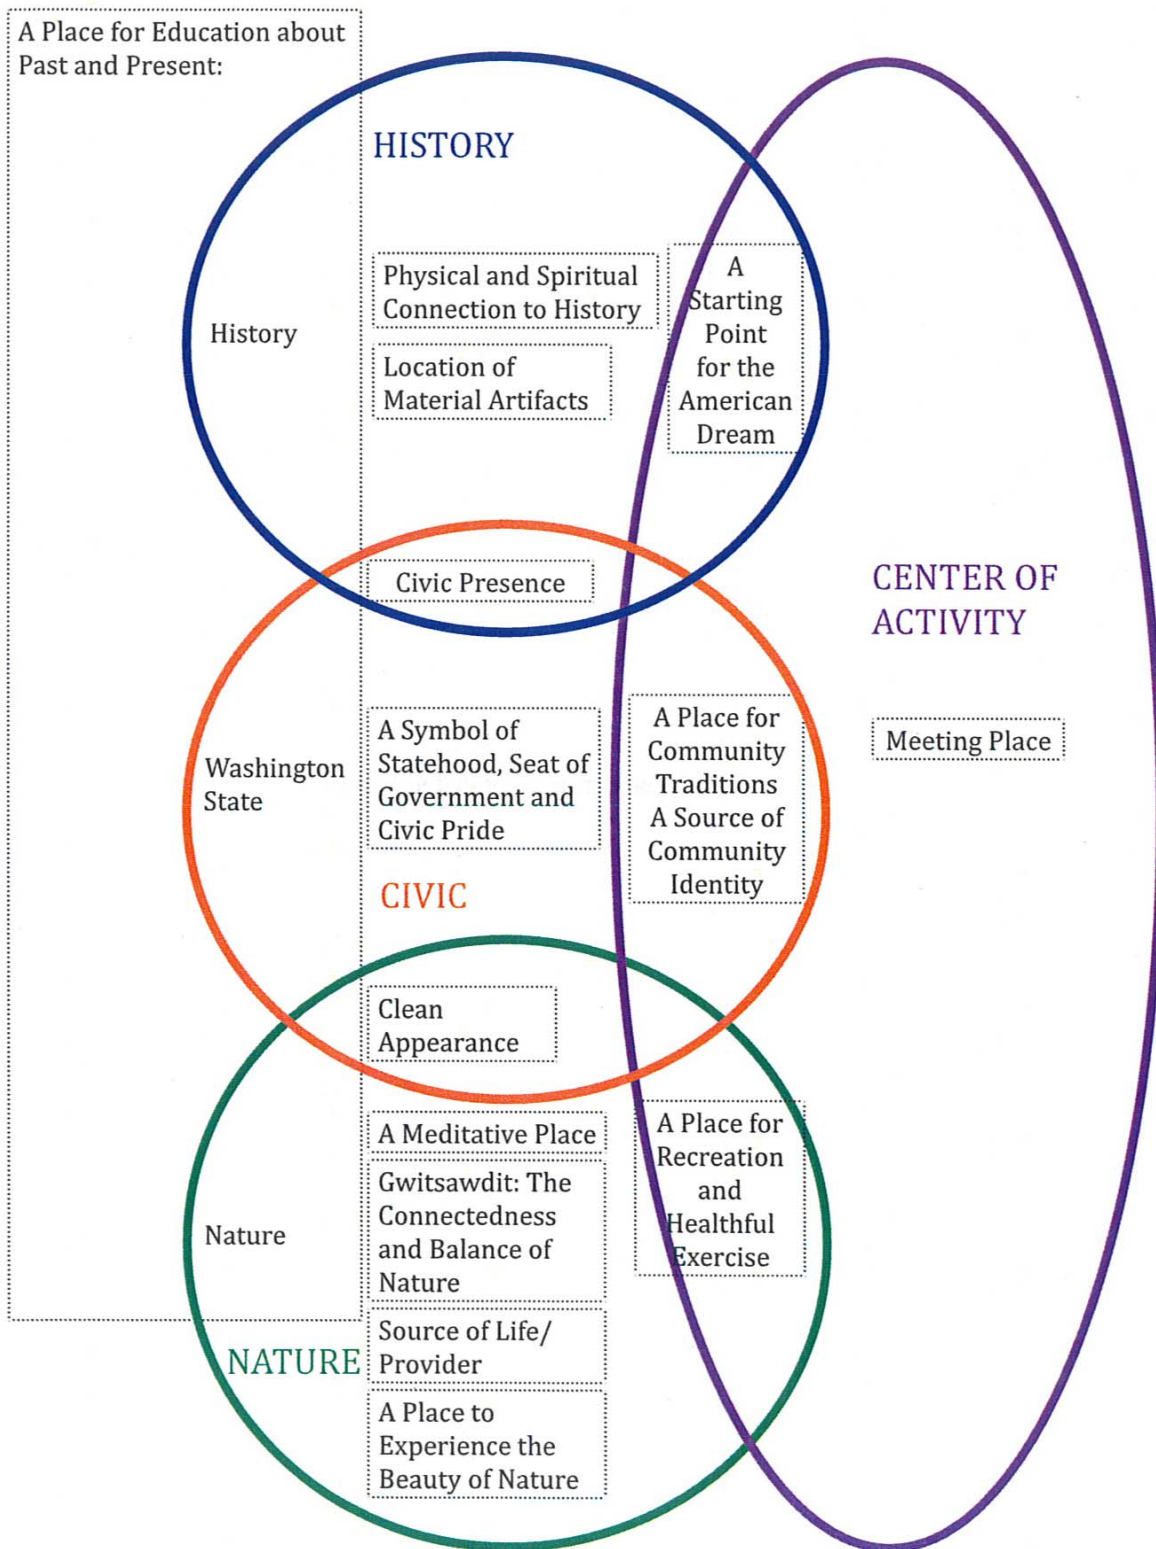 A Place for Education about
Past and Present:
HISTORY
Physical and Spiritual
Connection to History
A
Starting
Point
for the
American
Dream
History
Location of
Material Artifacts
Civic Presence
CENTER OF
ACTIVITY
A Symbol of
Statehood, Seat of
Government and
Civic Pride
A Place for
Community
Traditions
A Source of
Community
Identity
Meeting Place
Washington
State
CIVIC
Clean
Appearance
A Meditative Place
Gwitsawdit: The
Connectedness
and Balance of
Nature
A Place for
Recreation
and
Healthful
Exercise
Nature
Source of Life/
Provider
NATURE
A Place to
Experience the
Beauty of Nature